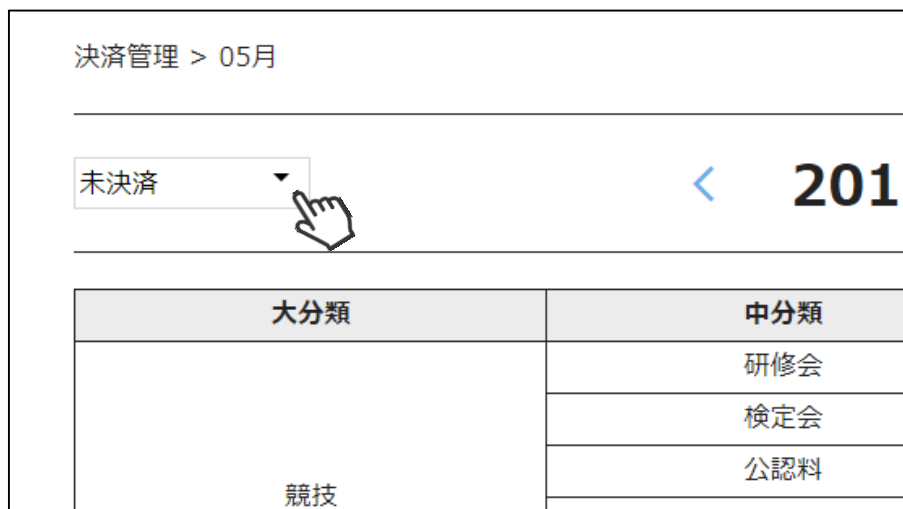 決済管理 > 05月
未決済
201
大分類 中分類
研修会
検定会
公認料
競技